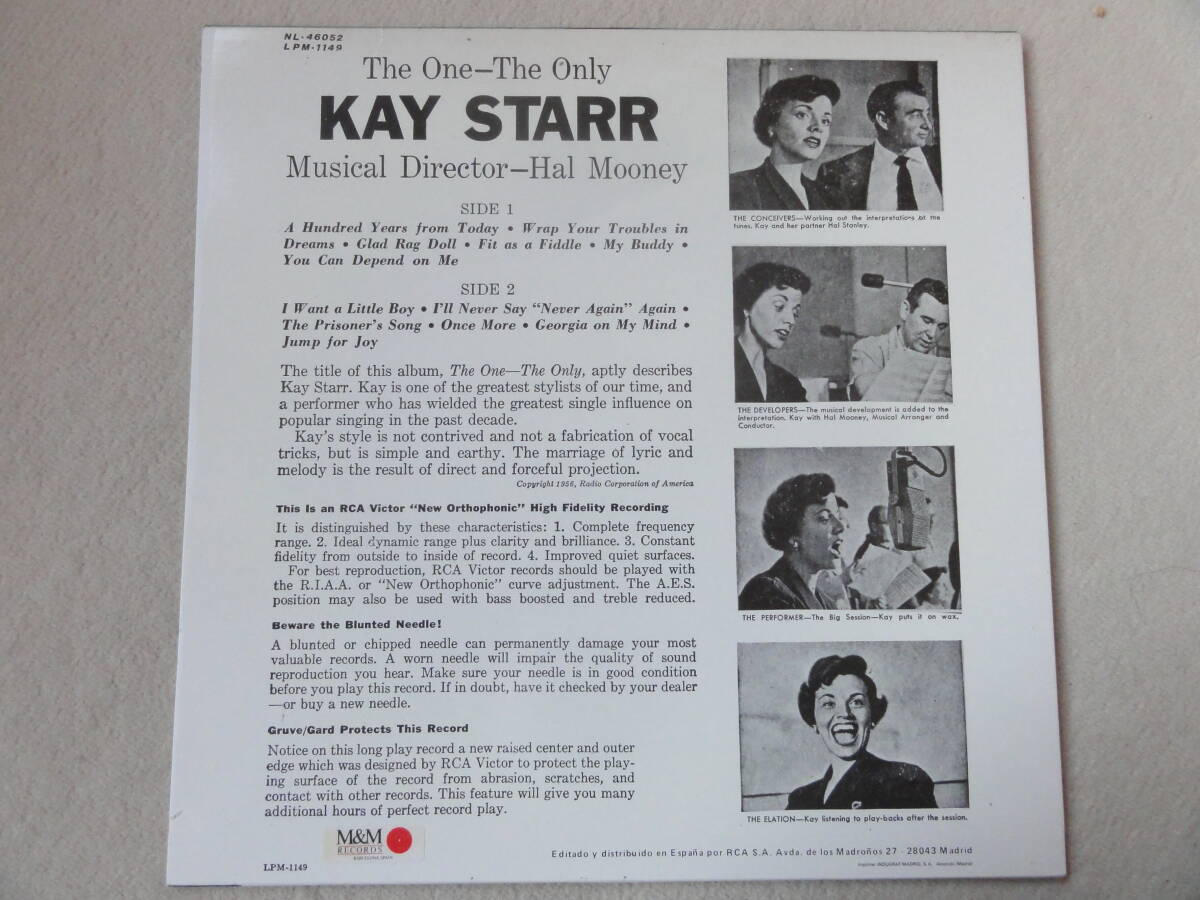 NL-46052
LPM-1149
The One—The Only
KAY STARR
Musical Director—Hal Mooney
SIDE 1
A Hundred Years from Today • Wrap Your Troubles in
Dreams • Glad Rag Doll • Fit as a Fiddle • My Buddy •
You Can Depend on Me
SIDE 2
I Want a Little Boy • I'll Never Say "Never Again" Again •
The Prisoner's Song • Once More • Georgia on My Mind •
Jump for Joy
The title of this album, The One—The Only, aptly describes
Kay Starr. Kay is one of the greatest stylists of our time, and
a performer who has wielded the greatest single influence on
popular singing in the past decade.
Kay's style is not contrived and not a fabrication of vocal
tricks, but is simple and earthy. The marriage of lyric and
melody is the result of direct and forceful projection.
Copyright 1956, Radio Corporation of America
This Is an RCA Victor "New Orthophonic" High Fidelity Recording
It is distinguished by these characteristics: 1. Complete frequency
range. 2. Ideal dynamic range plus clarity and brilliance. 3. Constant
fidelity from outside to inside of record. 4. Improved quiet surfaces.
For best reproduction, RCA Victor records should be played with
the R.I.A.A. or "New Orthophonic" curve adjustment. The A.E.S.
position may also be used with bass boosted and treble reduced.
Beware the Blunted Needle!
A blunted or chipped needle can permanently damage your most
valuable records. A worn needle will impair the quality of sound
reproduction you hear. Make sure your needle is in good condition
before you play this record. If in doubt, have it checked by your dealer
—or buy a new needle.
Gruve/Gard Protects This Record
Notice on this long play record a new raised center and outer
edge which was designed by RCA Victor to protect the play-
ing surface of the record from abrasion, scratches, and
contact with other records. This feature will give you many
additional hours of perfect record play.
M&M
RECORDS
BARCELONA, SPAIN
LPM-1149
THE CONCEIVERS—Working out the interpretations of the
tunes. Kay and her partner Hal Stanley.
THE DEVELOPERS—The musical development is added to the
interpretation. Kay with Hal Mooney, Musical Arranger and
Conductor.
THE PERFORMER—The Big Session—Kay puts it on wax.
THE ELATION—Kay listening to play-backs after the session.
Editado y distribuido en España por RCA S.A. Avda. de los Madroños 27 - 28043 Madrid